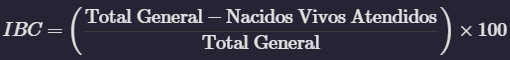 IBC = ( (Total General − Nacidos Vivos Atendidos) / Total General ) × 100